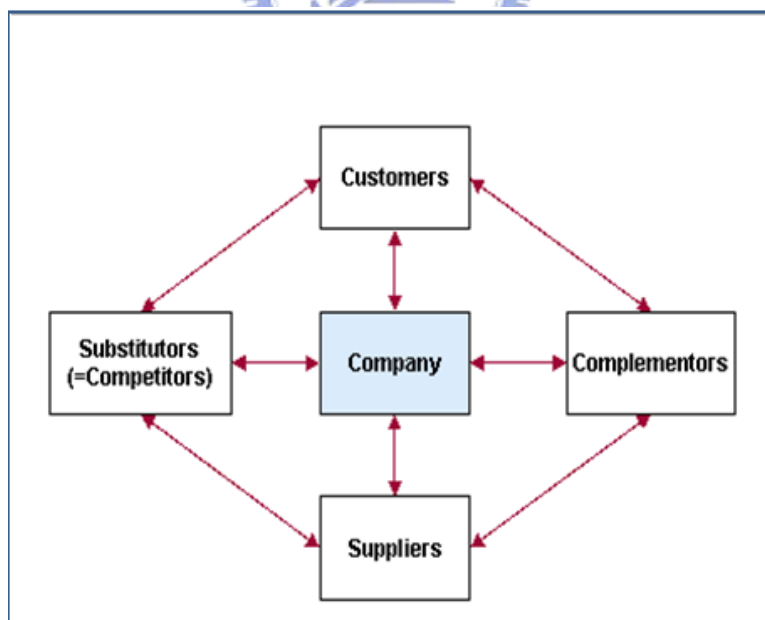 Customers
Substitutors
(=Competitors)
Company
Complementors
Suppliers